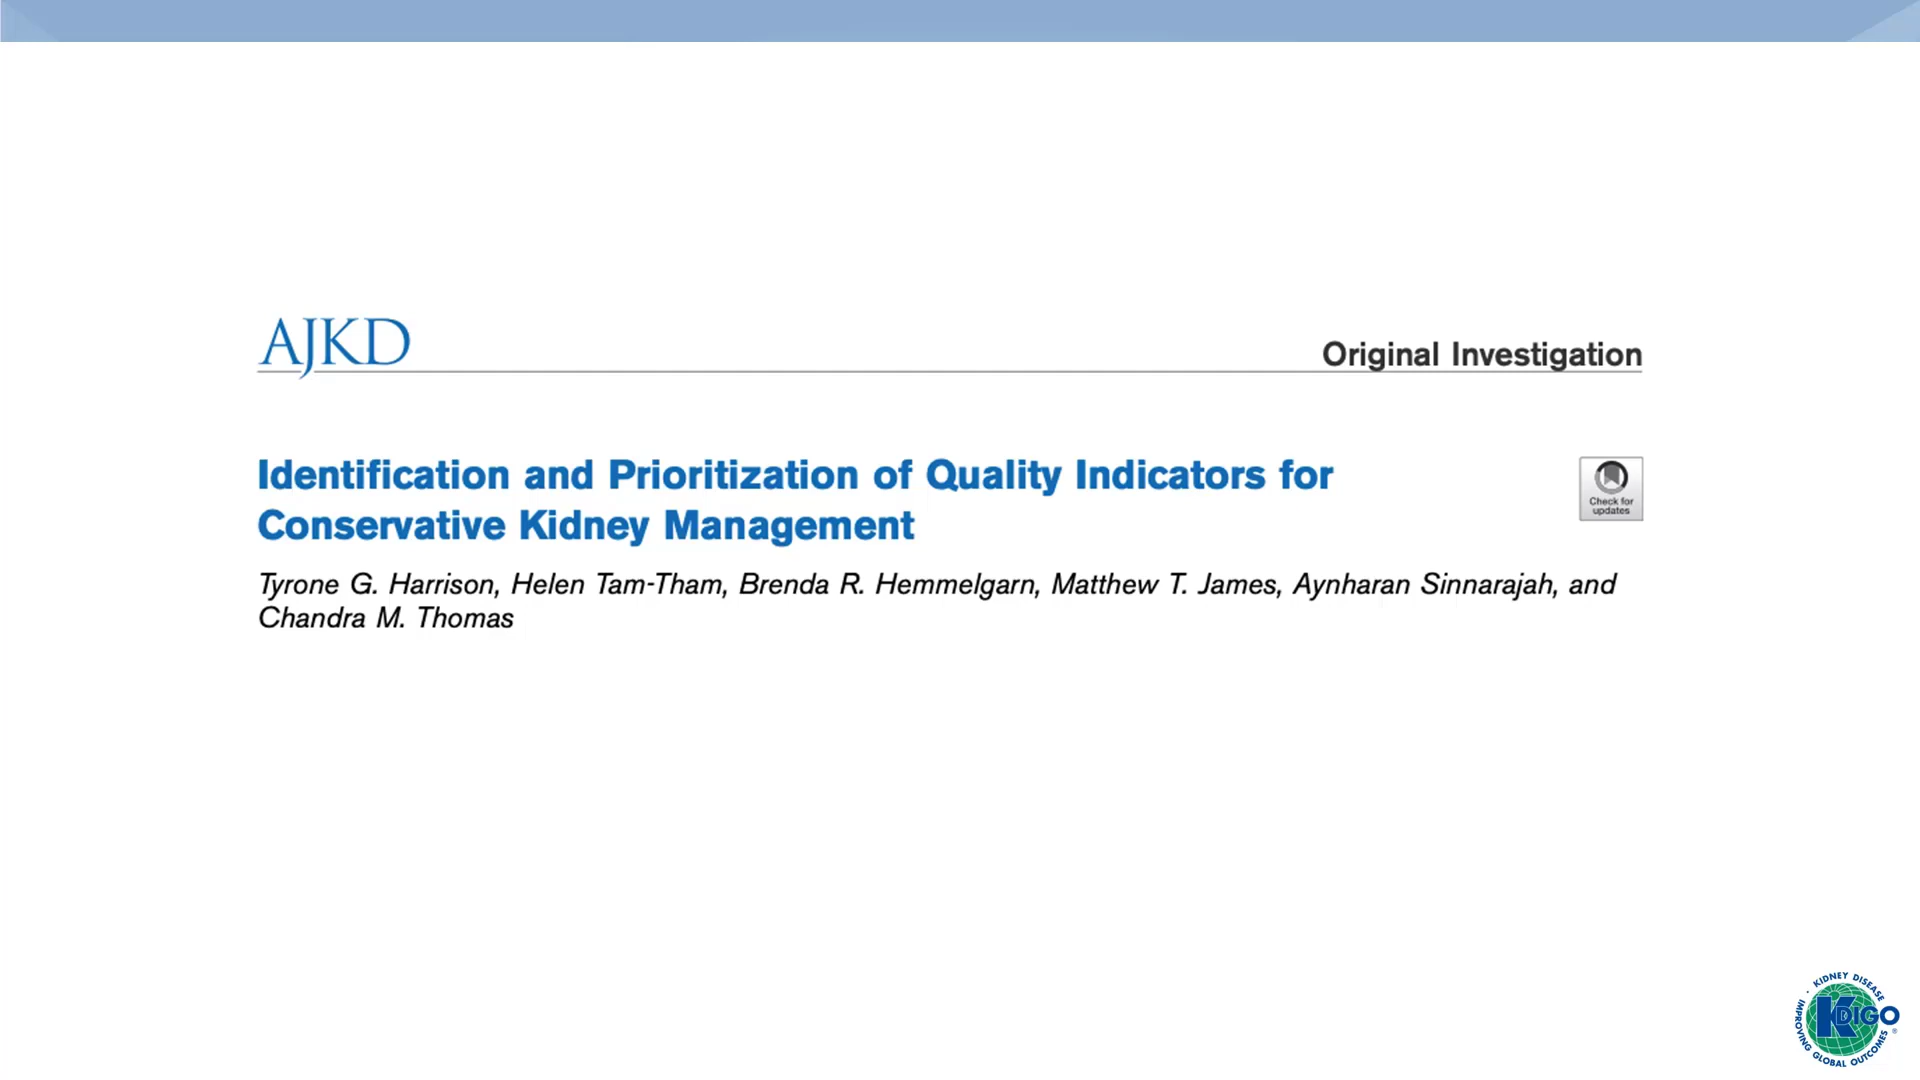 AJKD
Original Investigation
Identification and Prioritization of Quality Indicators for
Conservative Kidney Management
Check for
updates
Tyrone G. Harrison, Helen Tam-Tham, Brenda R. Hemmelgarn, Matthew T. James, Aynharan Sinnarajah, and
Chandra M. Thomas
KIDNEY DISEASE
KDIGO
IMPROVING GLOBAL OUTCOMES
®